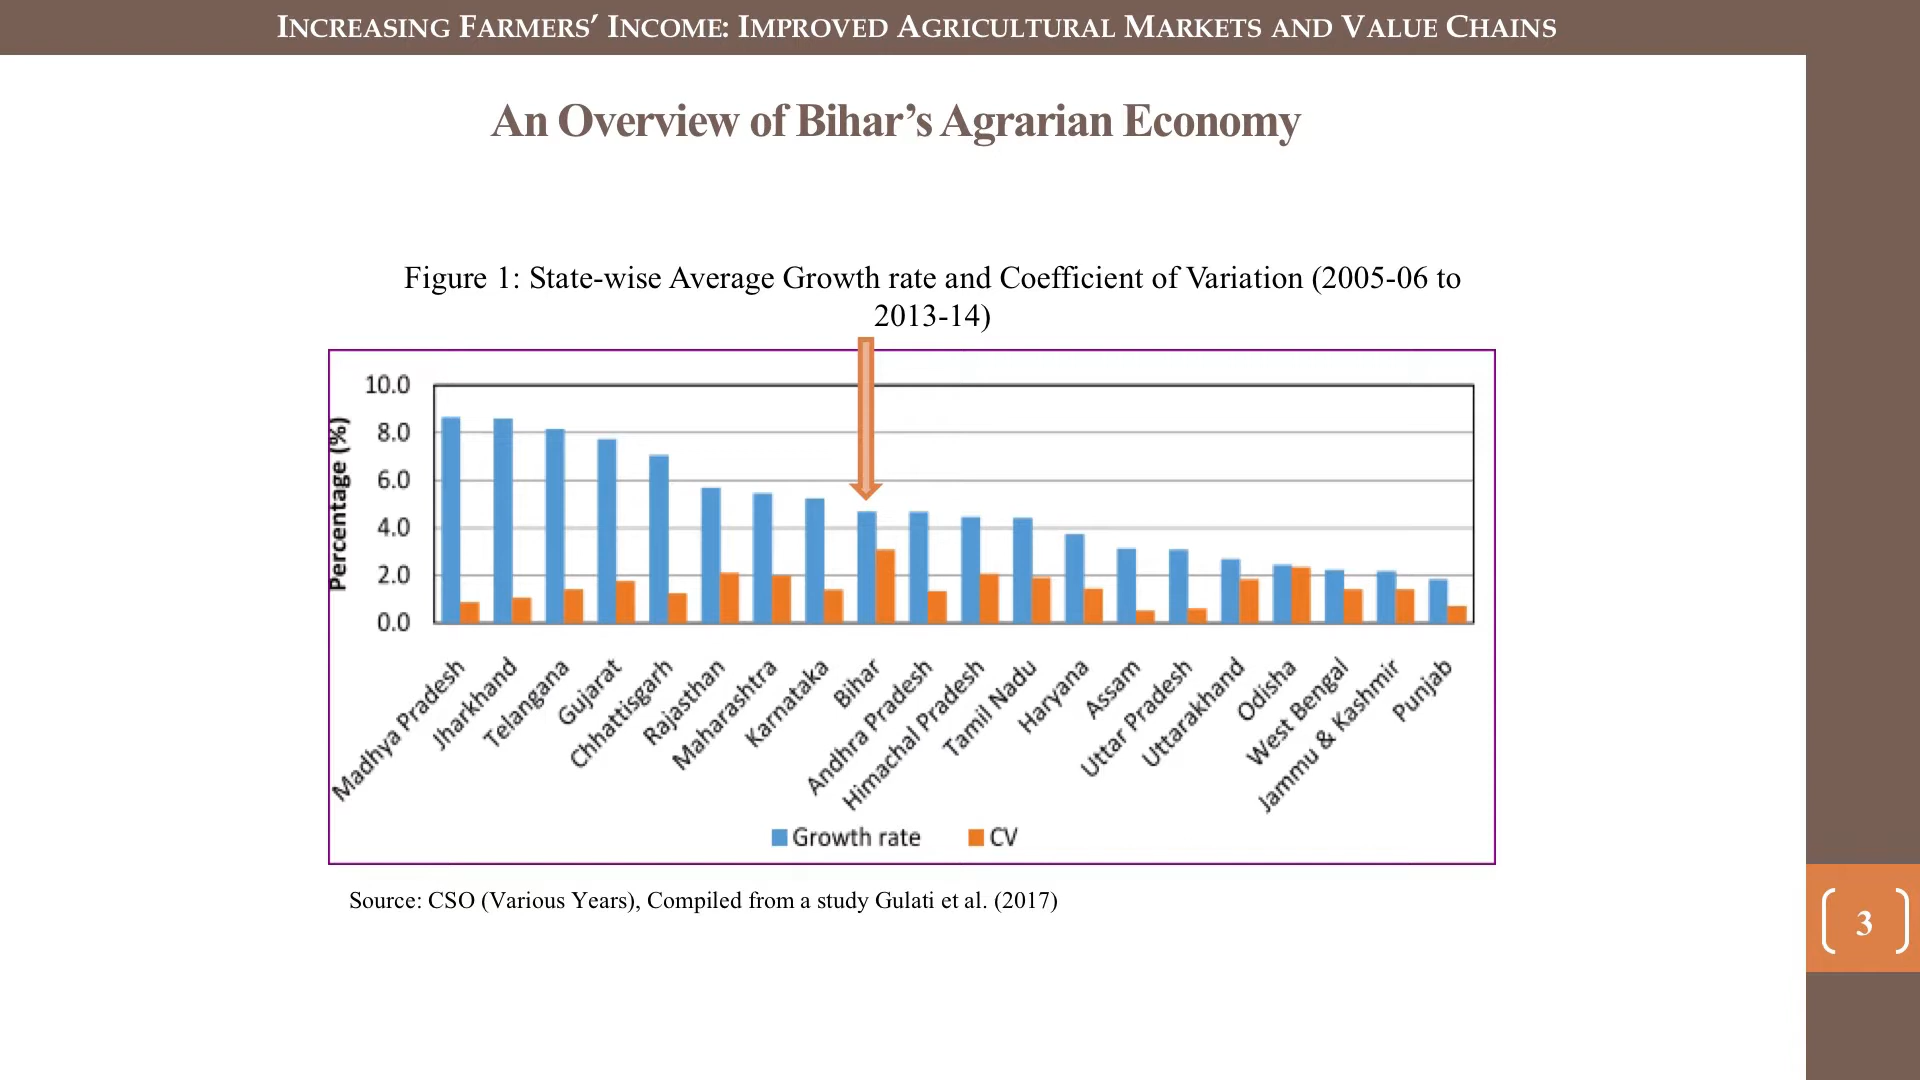 INCREASING FARMERS’ INCOME: IMPROVED AGRICULTURAL MARKETS AND VALUE CHAINS
An Overview of Bihar’s Agrarian Economy
Figure 1: State-wise Average Growth rate and Coefficient of Variation (2005-06 to
2013-14)
Percentage (%)
10.0
8.0
6.0
4.0
2.0
0.0
Madhya Pradesh
Jharkhand
Telangana
Gujarat
Chhattisgarh
Rajasthan
Maharashtra
Karnataka
Bihar
Andhra Pradesh
Himachal Pradesh
Tamil Nadu
Haryana
Assam
Uttar Pradesh
Uttarakhand
Odisha
West Bengal
Jammu & Kashmir
Punjab
Growth rate
CV
Source: CSO (Various Years), Compiled from a study Gulati et al. (2017)
3